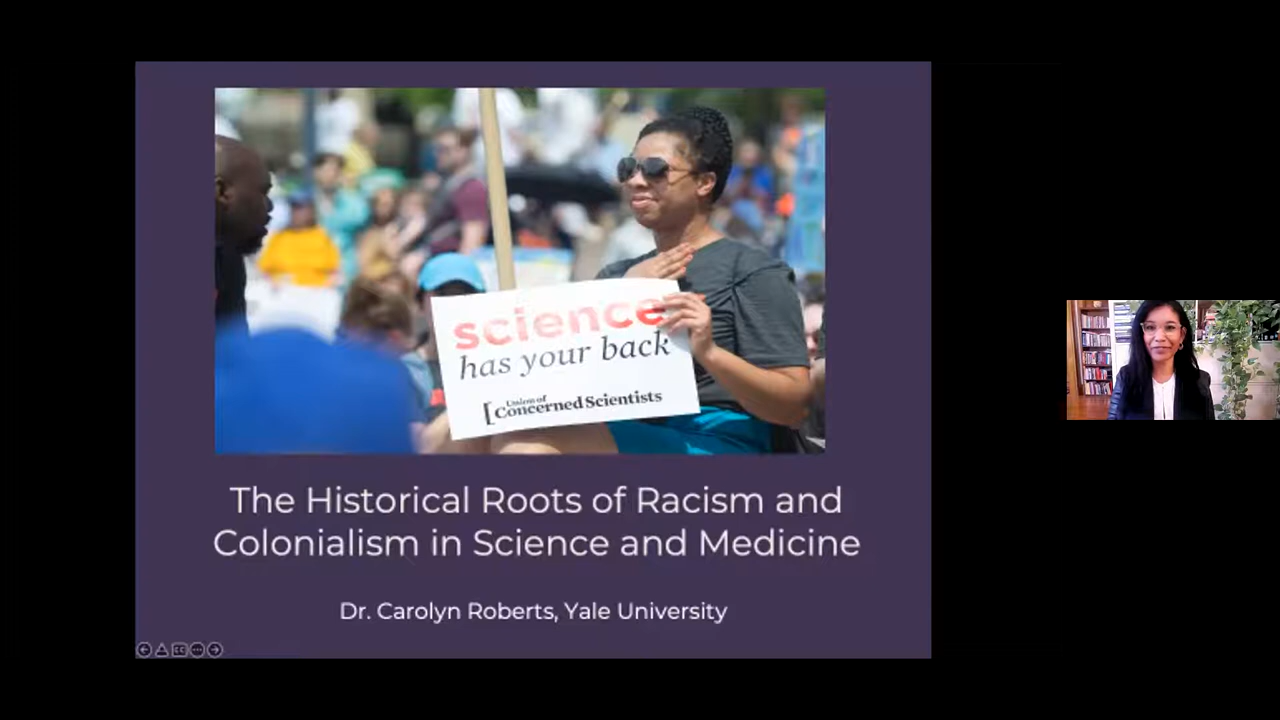 science
has your back
Union of
Concerned Scientists
The Historical Roots of Racism and
Colonialism in Science and Medicine
Dr. Carolyn Roberts, Yale University